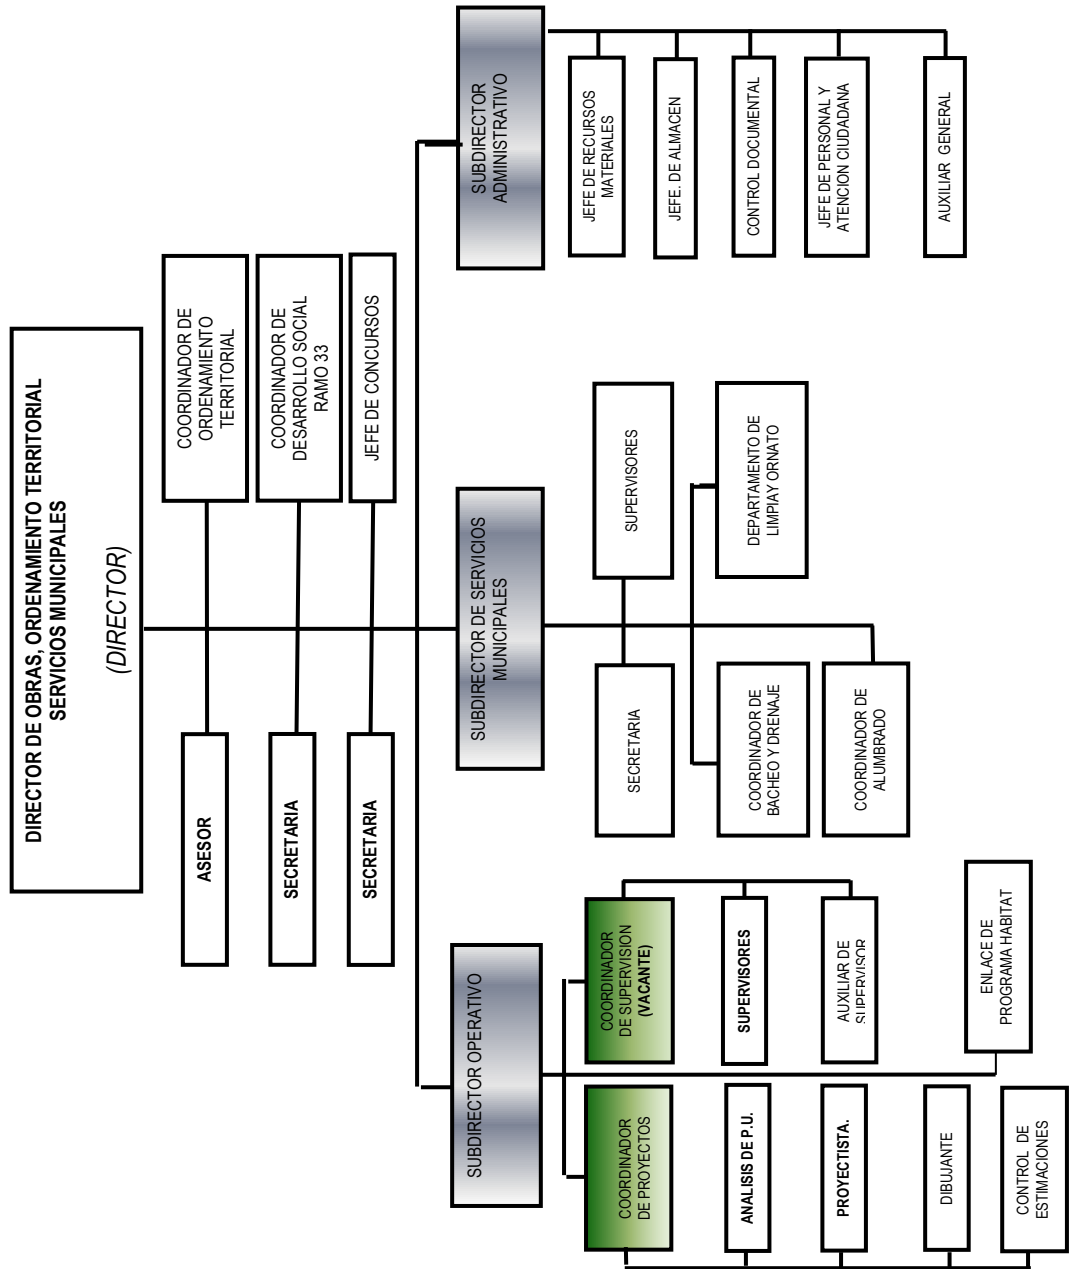 DIRECTOR DE OBRAS, ORDENAMIENTO TERRITORIAL
SERVICIOS MUNICIPALES
(DIRECTOR)
ASESOR
COORDINADOR DE
ORDENAMIENTO
TERRITORIAL
SECRETARIA
COORDINADOR DE
DESARROLLO SOCIAL
RAMO 33
SECRETARIA
JEFE DE CONCURSOS
SUBDIRECTOR OPERATIVO
SUBDIRECTOR DE SERVICIOS
MUNICIPALES
SUBDIRECTOR
ADMINISTRATIVO
COORDINADOR
DE PROYECTOS
ANALISIS DE P.U.
PROYECTISTA.
DIBUJANTE
CONTROL DE
ESTIMACIONES
COORDINADOR
DE SUPERVISION
(VACANTE)
SUPERVISORES
AUXILIAR DE
SUPERVISOR
ENLACE DE
PROGRAMA HABITAT
SECRETARIA
SUPERVISORES
COORDINADOR DE
BACHEO Y DRENAJE
DEPARTAMENTO DE
LIMPIAY ORNATO
COORDINADOR DE
ALUMBRADO
JEFE DE RECURSOS
MATERIALES
JEFE. DE ALMACEN
CONTROL DOCUMENTAL
JEFE DE PERSONAL Y
ATENCION CIUDADANA
AUXILIAR GENERAL